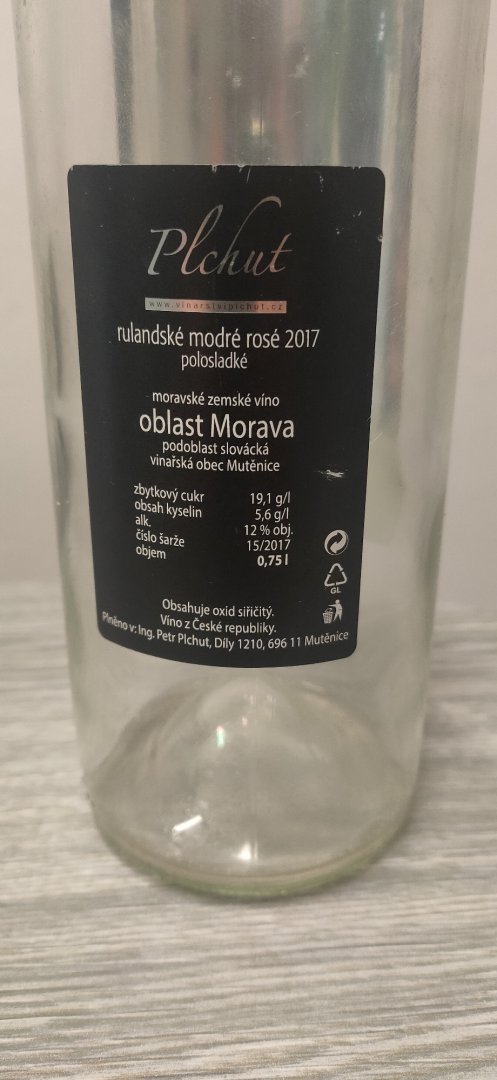 Plchut
www.vinarstviplchut.cz
rulandské modré rosé 2017
polosladké
moravské zemské víno
oblast Morava
podoblast slovácká
vinařská obec Mutěnice
zbytkový cukr 19,1 g/l
obsah kyselin 5,6 g/l
alk. 12 % obj.
číslo šarže 15/2017
objem 0,75 l
GL
Obsahuje oxid siřičitý.
Víno z České republiky.
Plněno v: Ing. Petr Plchut, Díly 1210, 696 11 Mutěnice